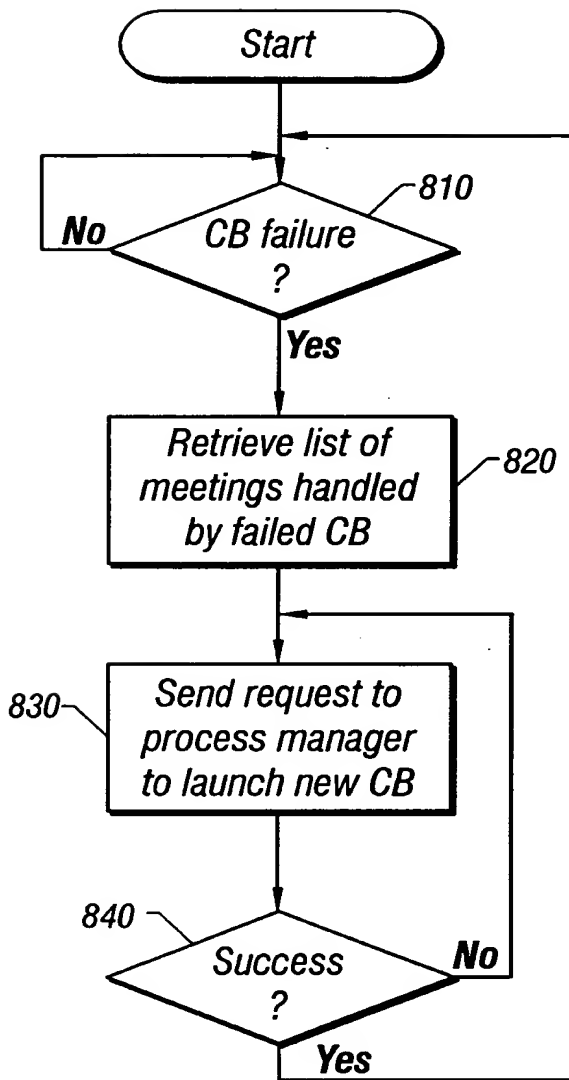 Start
810
CB failure
?
No
Yes
Retrieve list of
meetings handled
by failed CB
820
Send request to
process manager
to launch new CB
830
840
Success
?
No
Yes